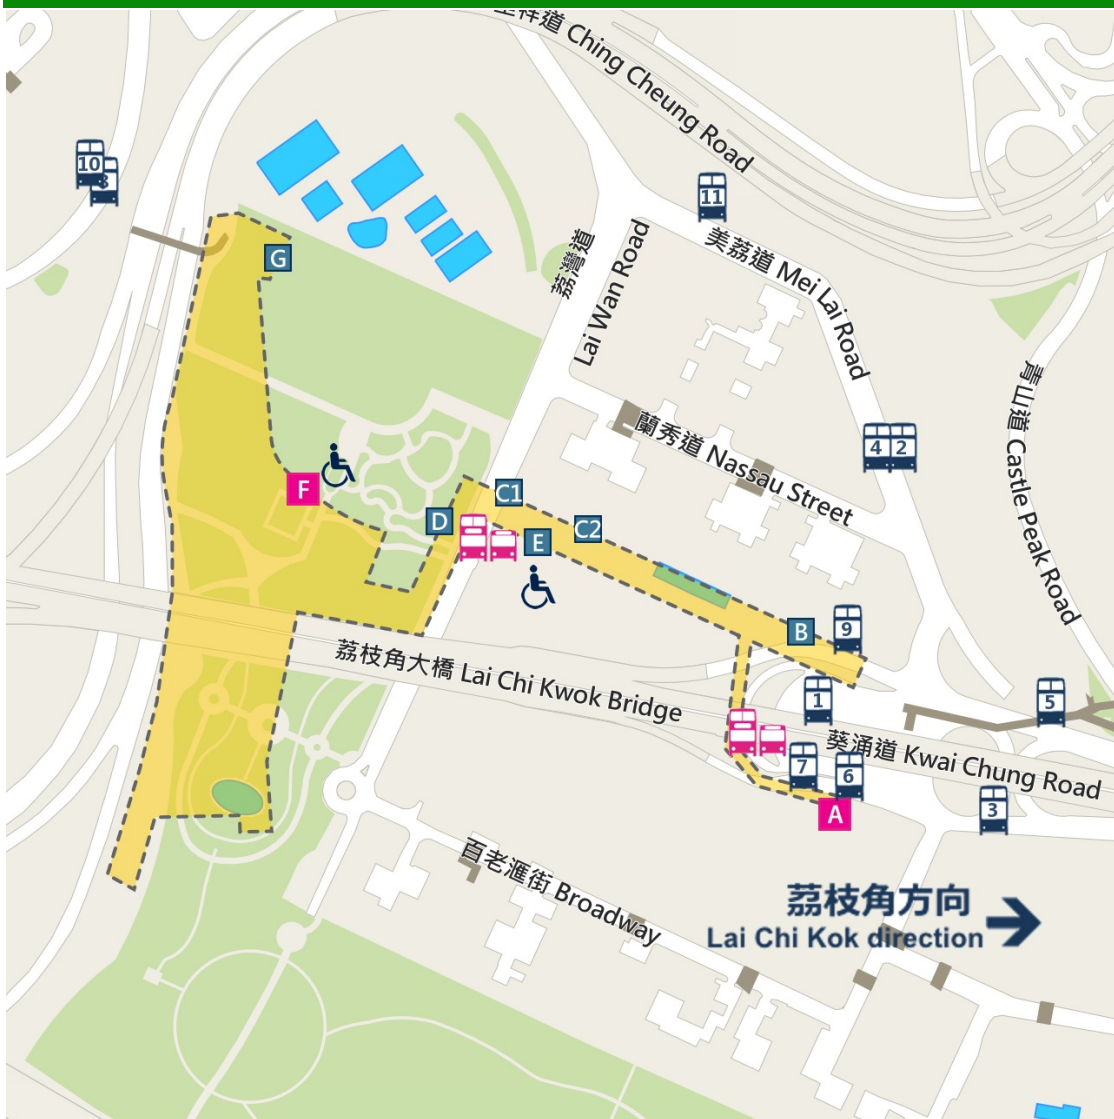 祥道 Ching Cheung Road
10
8
11
美荔道 Mei Lai Road
荔灣道
Lai Wan Road
G
青山道 Castle Peak Road
蘭秀道 Nassau Street
4
2
F
C1
D
C2
E
B
9
荔枝角大橋 Lai Chi Kwok Bridge
1
5
葵涌道 Kwai Chung Road
7
6
A
3
百老滙街 Broadway
荔枝角方向
Lai Chi Kok direction